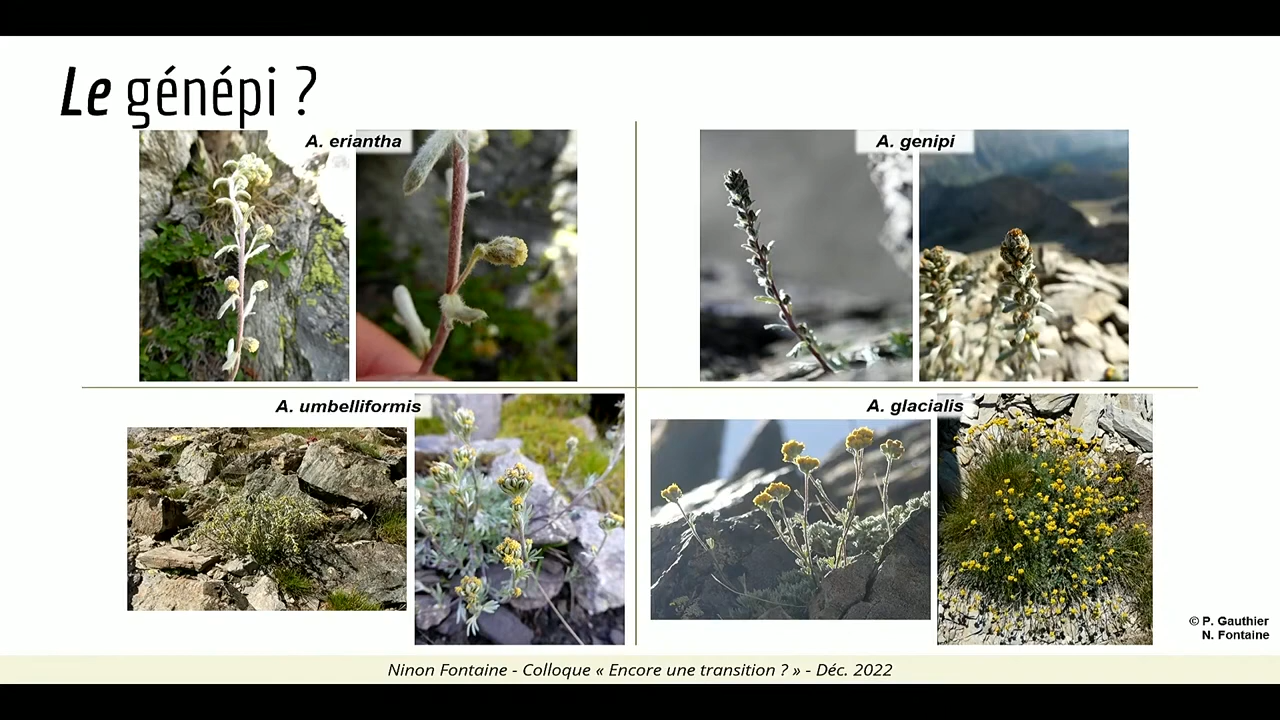 Le génépi ?
A. eriantha
A. genipi
A. umbelliformis
A. glacialis
© P. Gauthier
N. Fontaine
Ninon Fontaine - Colloque « Encore une transition ? » - Déc. 2022